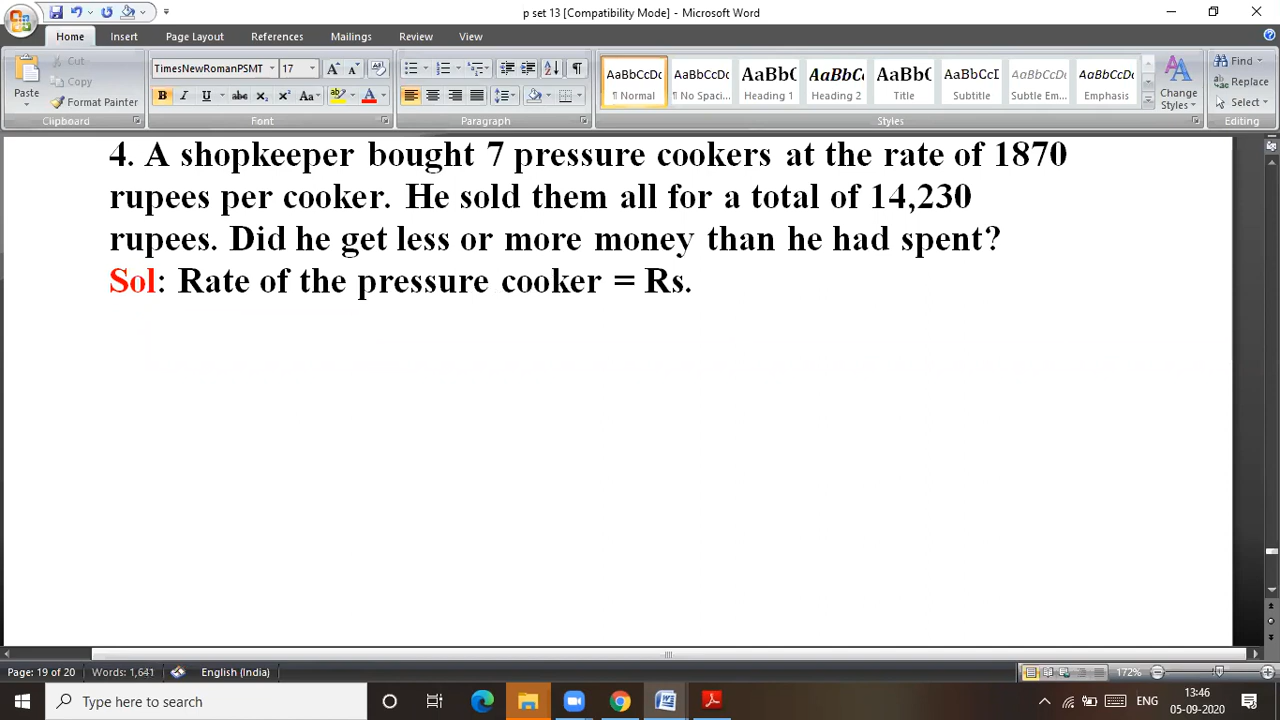 p set 13 [Compatibility Mode] - Microsoft Word
Home Insert Page Layout References Mailings Review View
Paste
Cut
Copy
Format Painter
Clipboard
TimesNewRomanPSMT 17
B I U abc x₂ x² Aa A
Font
Paragraph
AaBbCcDc AaBbCcDc AaBbC AaBbCc AaBbC AaBbCcI AaBbCcDc AaBbCcDc
¶ Normal ¶ No Spaci... Heading 1 Heading 2 Title Subtitle Subtle Em... Emphasis
Styles
Change Styles
Find
Replace
Select
Editing
4. A shopkeeper bought 7 pressure cookers at the rate of 1870
rupees per cooker. He sold them all for a total of 14,230
rupees. Did he get less or more money than he had spent?
Sol: Rate of the pressure cooker = Rs.
Page: 19 of 20 Words: 1,641 English (India) 172%
Type here to search
ENG
13:46
05-09-2020